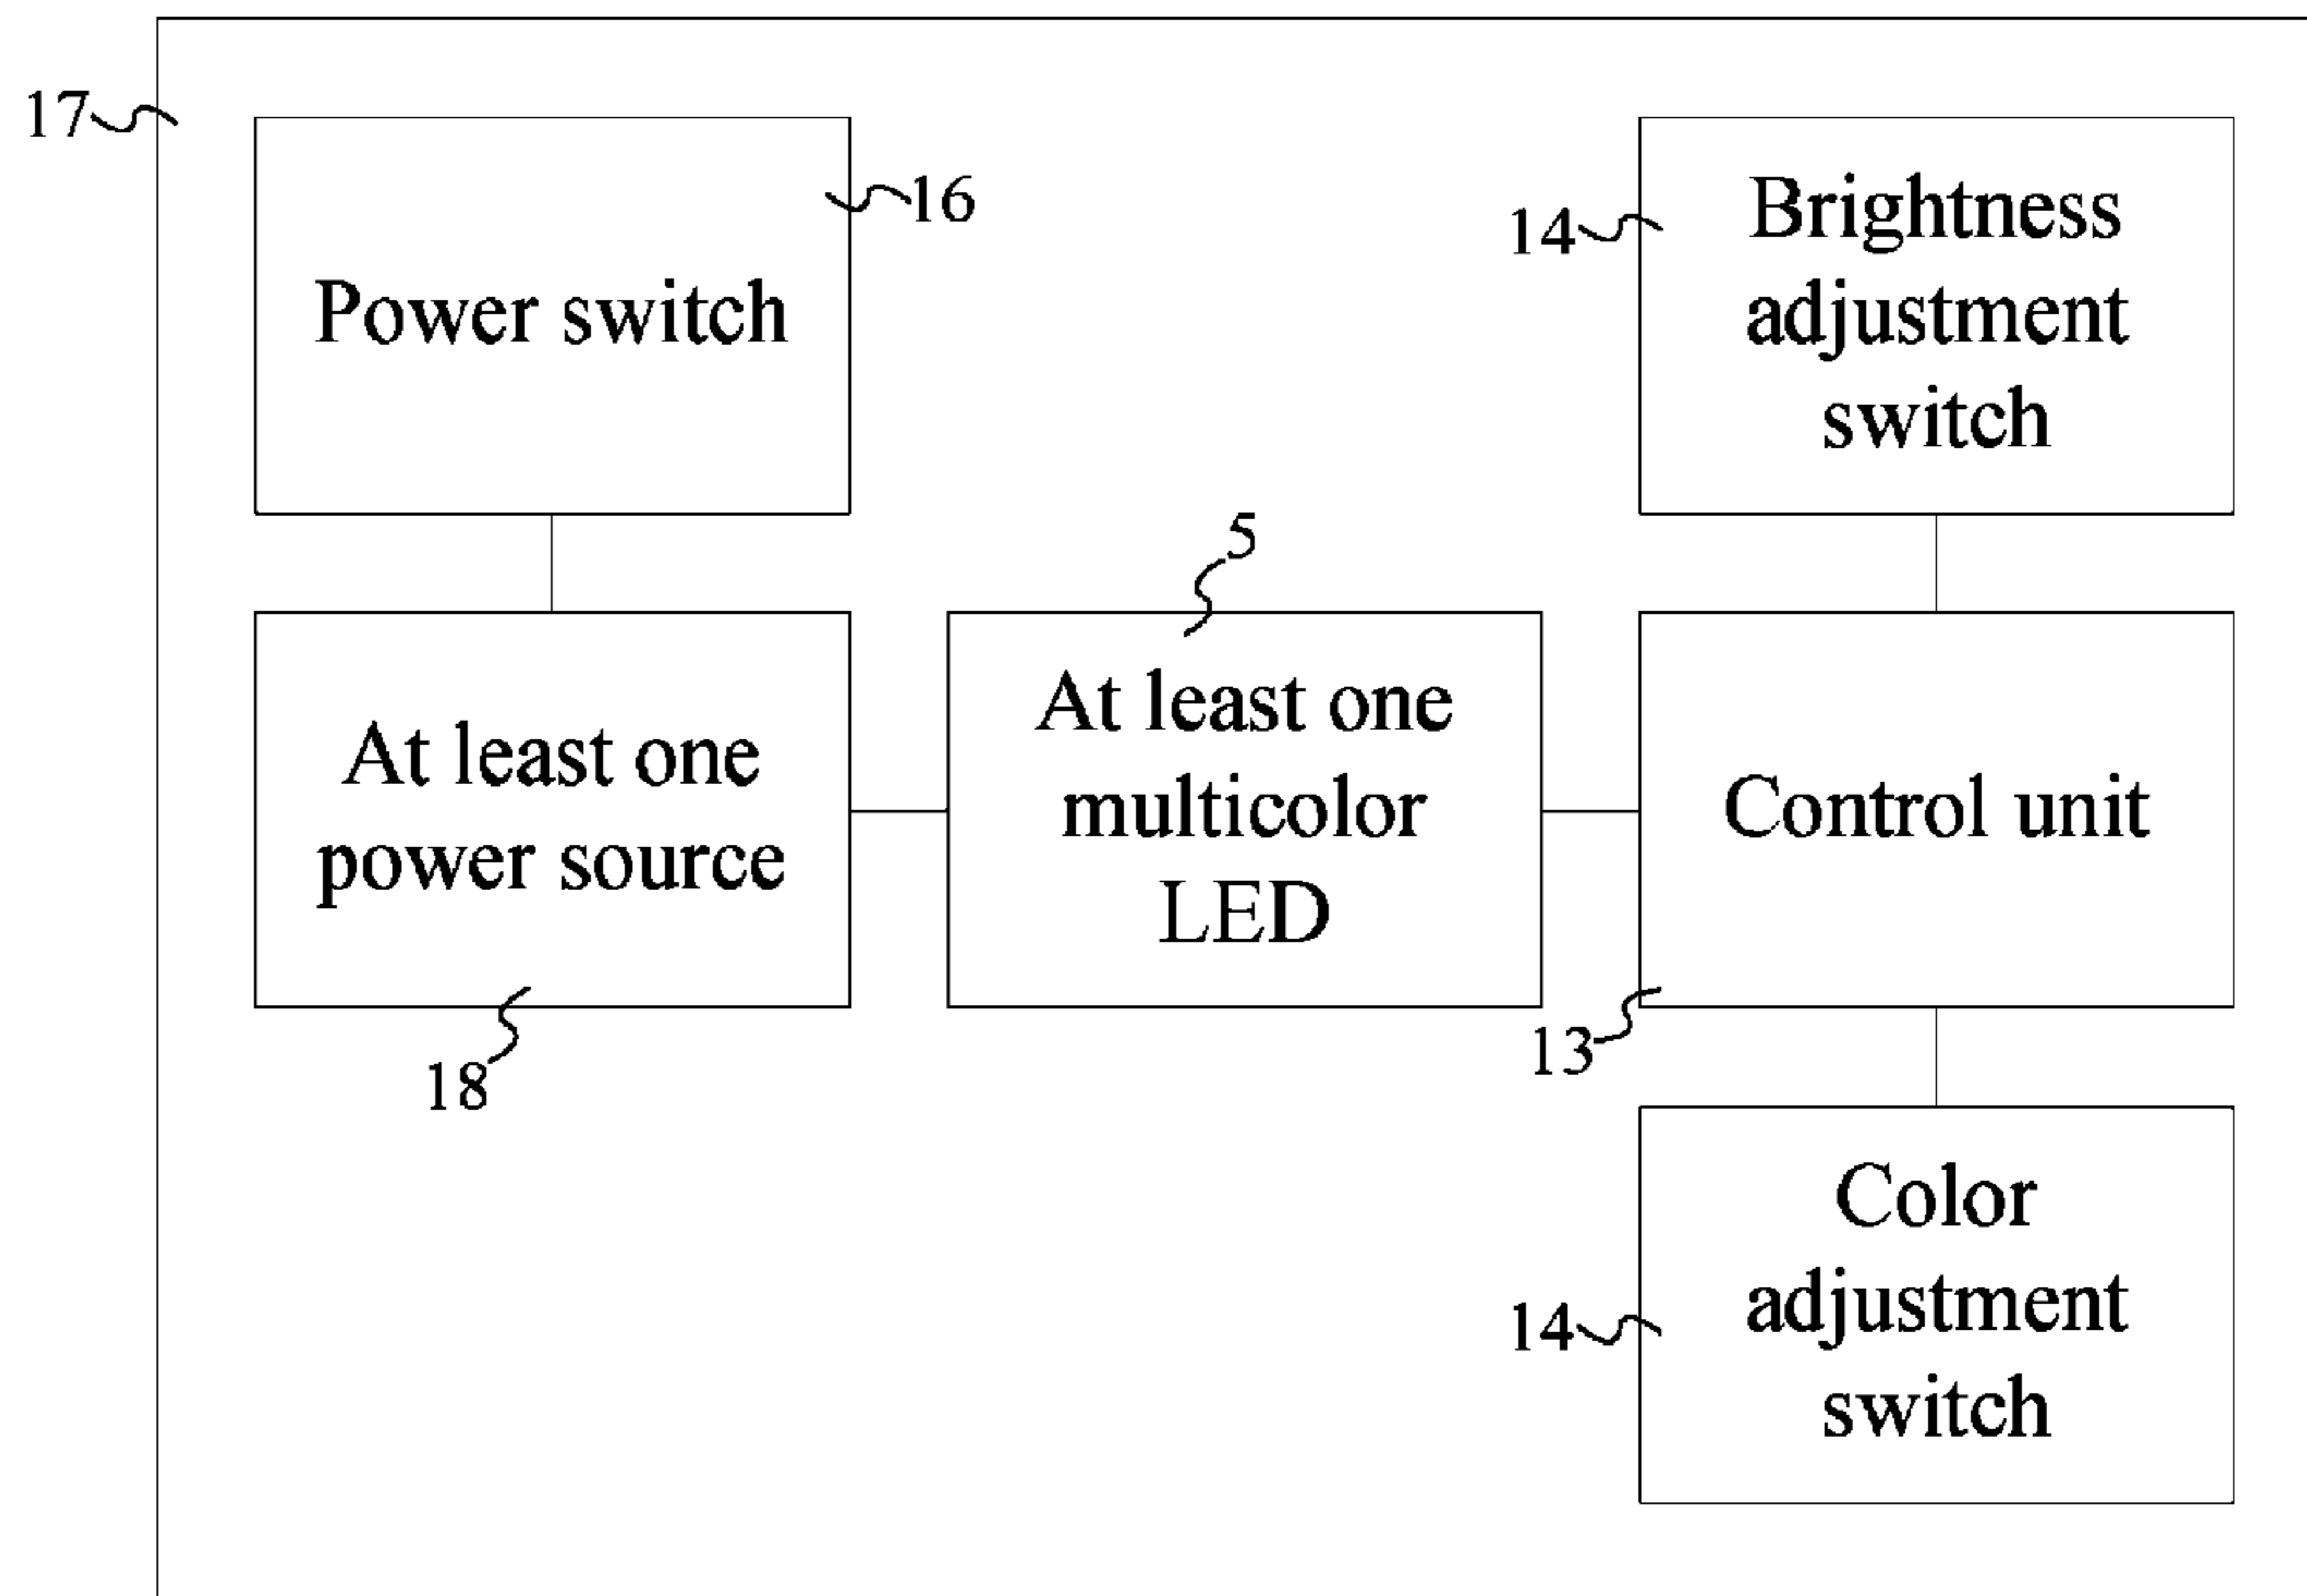 17
Power switch
16
14
Brightness
adjustment
switch
5
At least one
power source
18
At least one
multicolor
LED
Control unit
13
14
Color
adjustment
switch